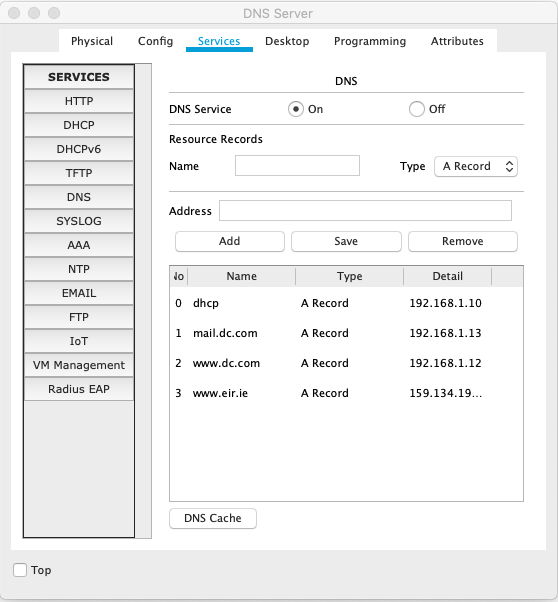 DNS Server
Physical Config Services Desktop Programming Attributes
SERVICES
HTTP
DHCP
DHCPv6
TFTP
DNS
SYSLOG
AAA
NTP
EMAIL
FTP
IoT
VM Management
Radius EAP
DNS
DNS Service On Off
Resource Records
Name Type A Record
Address
Add Save Remove
No Name Type Detail
0 dhcp A Record 192.168.1.10
1 mail.dc.com A Record 192.168.1.13
2 www.dc.com A Record 192.168.1.12
3 www.eir.ie A Record 159.134.19...
DNS Cache
Top